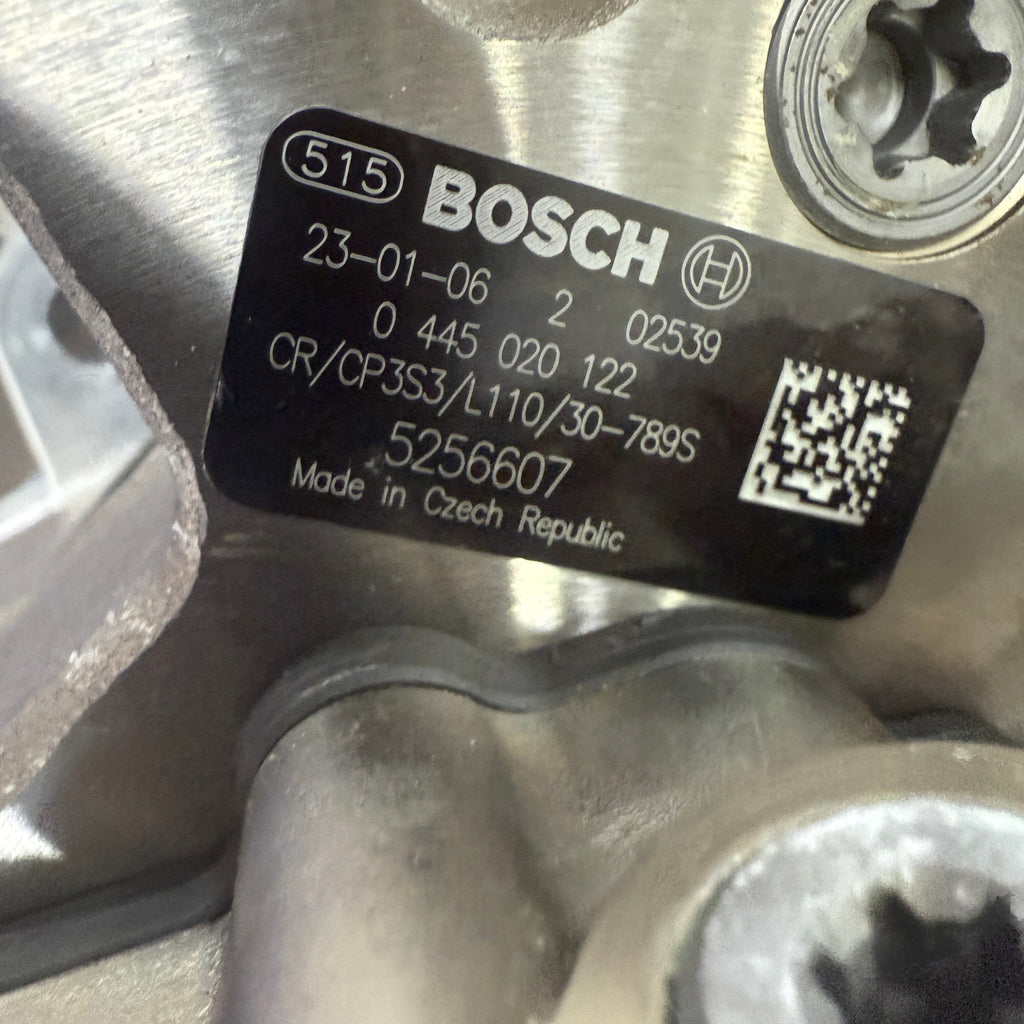 515 BOSCH
23-01-06 2 02539
0 445 020 122
CR/CP3S3/L110/30-789S
5256607
Made in Czech Republic